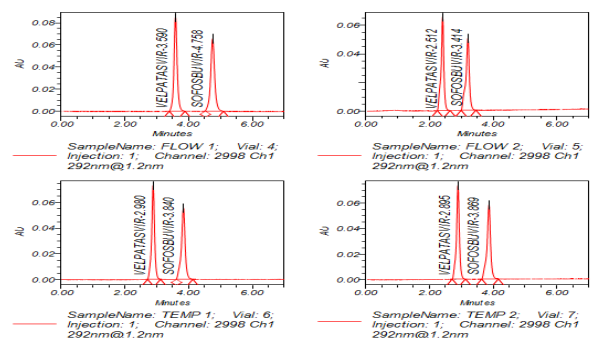 0.08
0.06
0.04
0.02
0.00
AU
VELPATASVIR-3.590
SOFOSBUVIR-4.758
0.00 2.00 4.00 6.00
Minutes
SampleName: FLOW 1; Vial: 4;
Injection: 1; Channel: 2998 Ch1
292nm@1.2nm
0.06
0.04
0.00
AU
VELPATASVIR-2.512
SOFOSBUVIR-3.414
0.00 2.00 4.00 6.00
Minutes
SampleName: FLOW 2; Vial: 5;
Injection: 1; Channel: 2998 Ch1
292nm@1.2nm
0.06
0.04
0.02
0.00
AU
VELPATASVIR-2.980
SOFOSBUVIR-3.840
0.00 2.00 4.00 6.00
Minutes
SampleName: TEMP 1; Vial: 6;
Injection: 1; Channel: 2998 Ch1
292nm@1.2nm
0.06
0.04
0.02
0.00
AU
VELPATASVIR-2.895
SOFOSBUVIR-3.869
0.00 2.00 4.00 6.00
Minutes
SampleName: TEMP 2; Vial: 7;
Injection: 1; Channel: 2998 Ch1
292nm@1.2nm